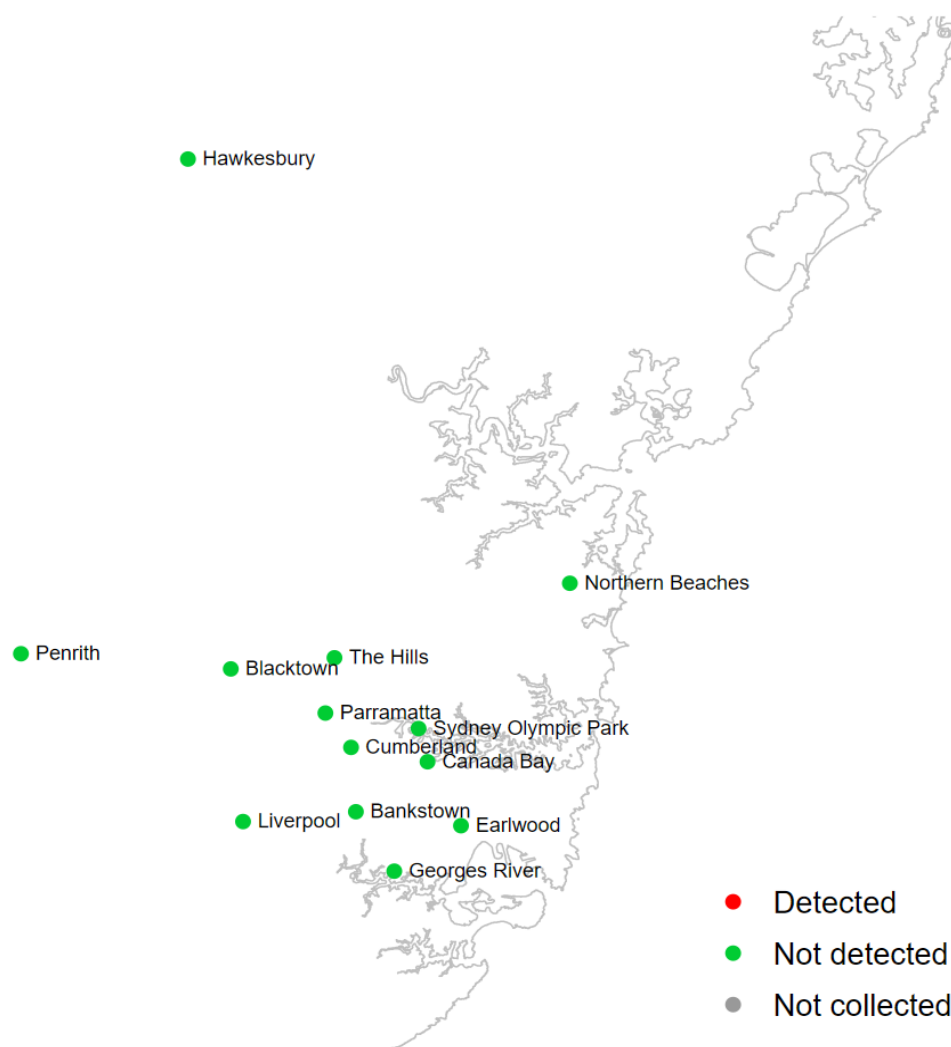 Hawkesbury
Northern Beaches
Penrith
The Hills
Blacktown
Parramatta
Sydney Olympic Park
Cumberland
Canada Bay
Bankstown
Liverpool
Earlwood
Georges River
Detected
Not detected
Not collected